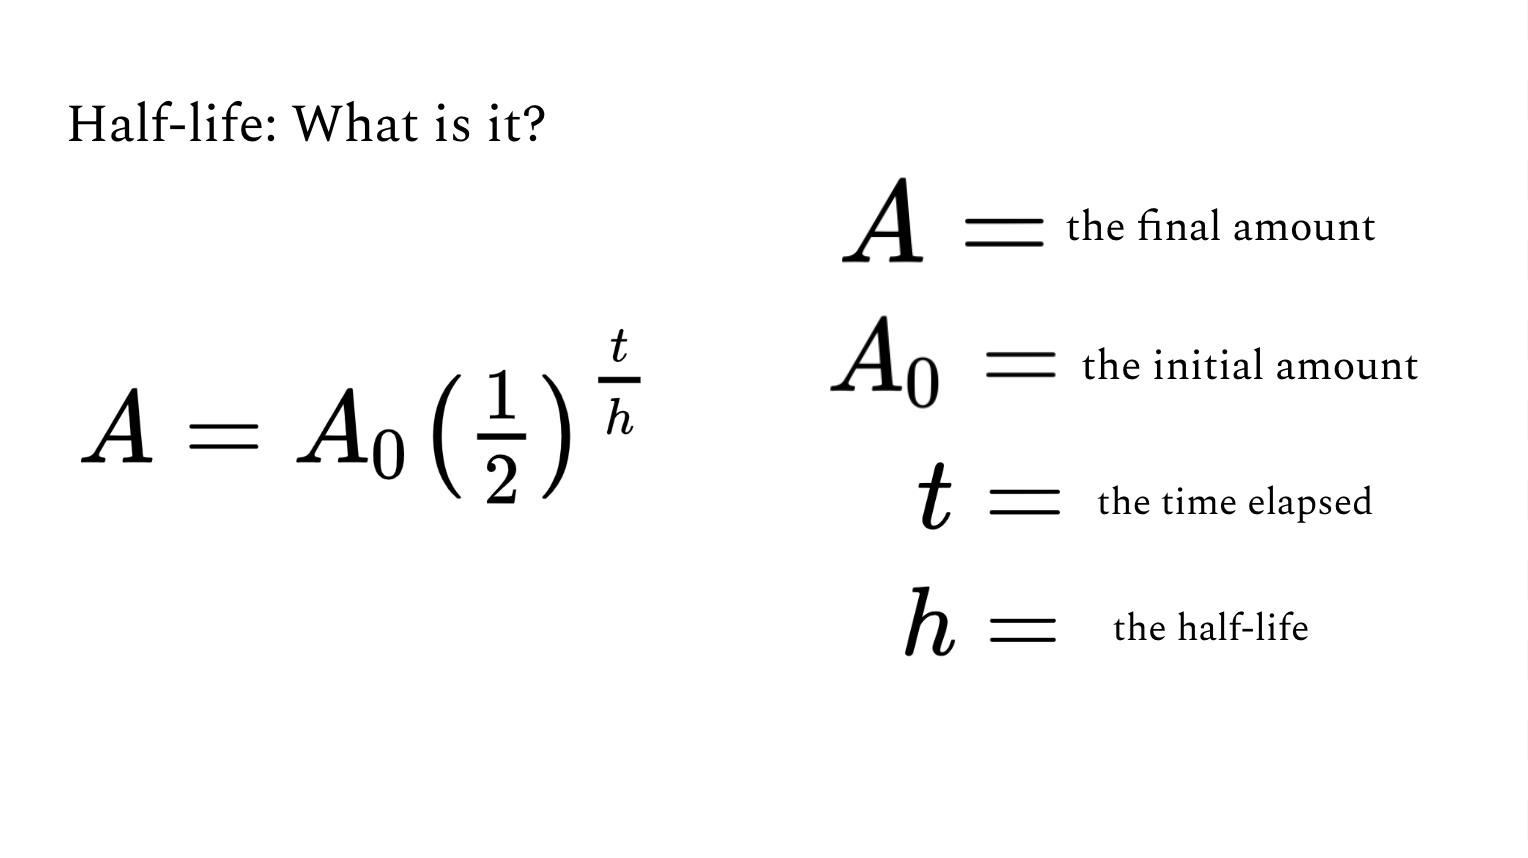 Half-life: What is it?
A = A₀ (1/2)^(t/h)
A = the final amount
A₀ = the initial amount
t = the time elapsed
h = the half-life